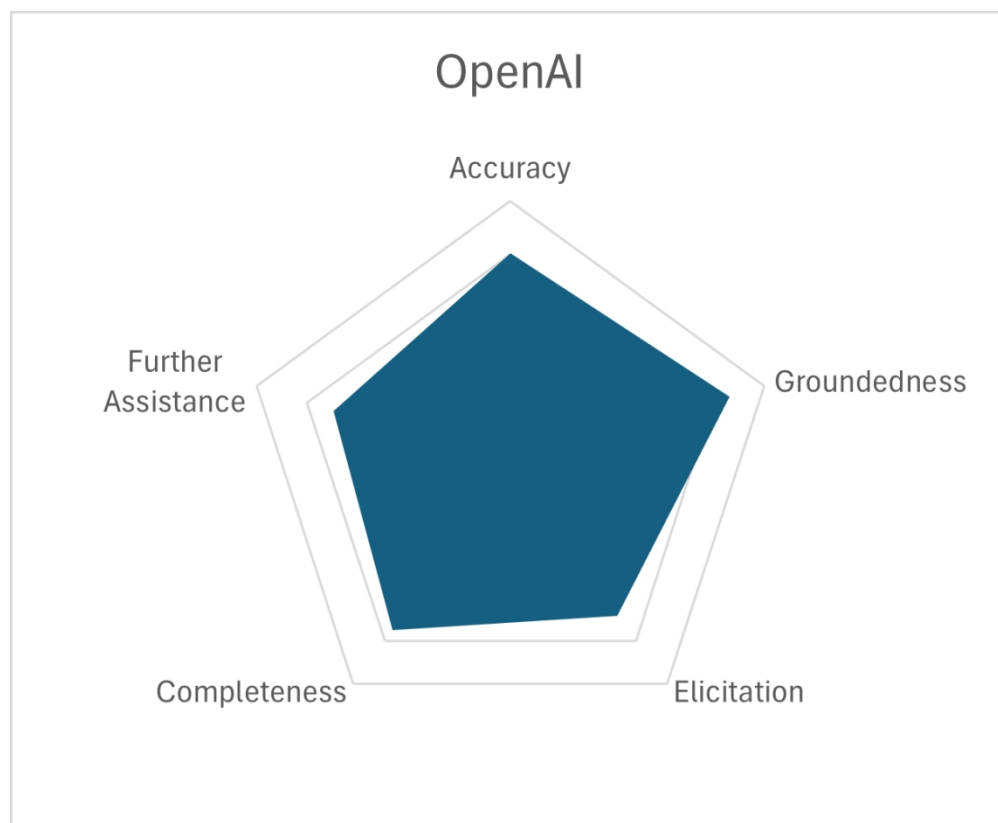 OpenAI
Accuracy
Further
Assistance
Groundedness
Completeness
Elicitation